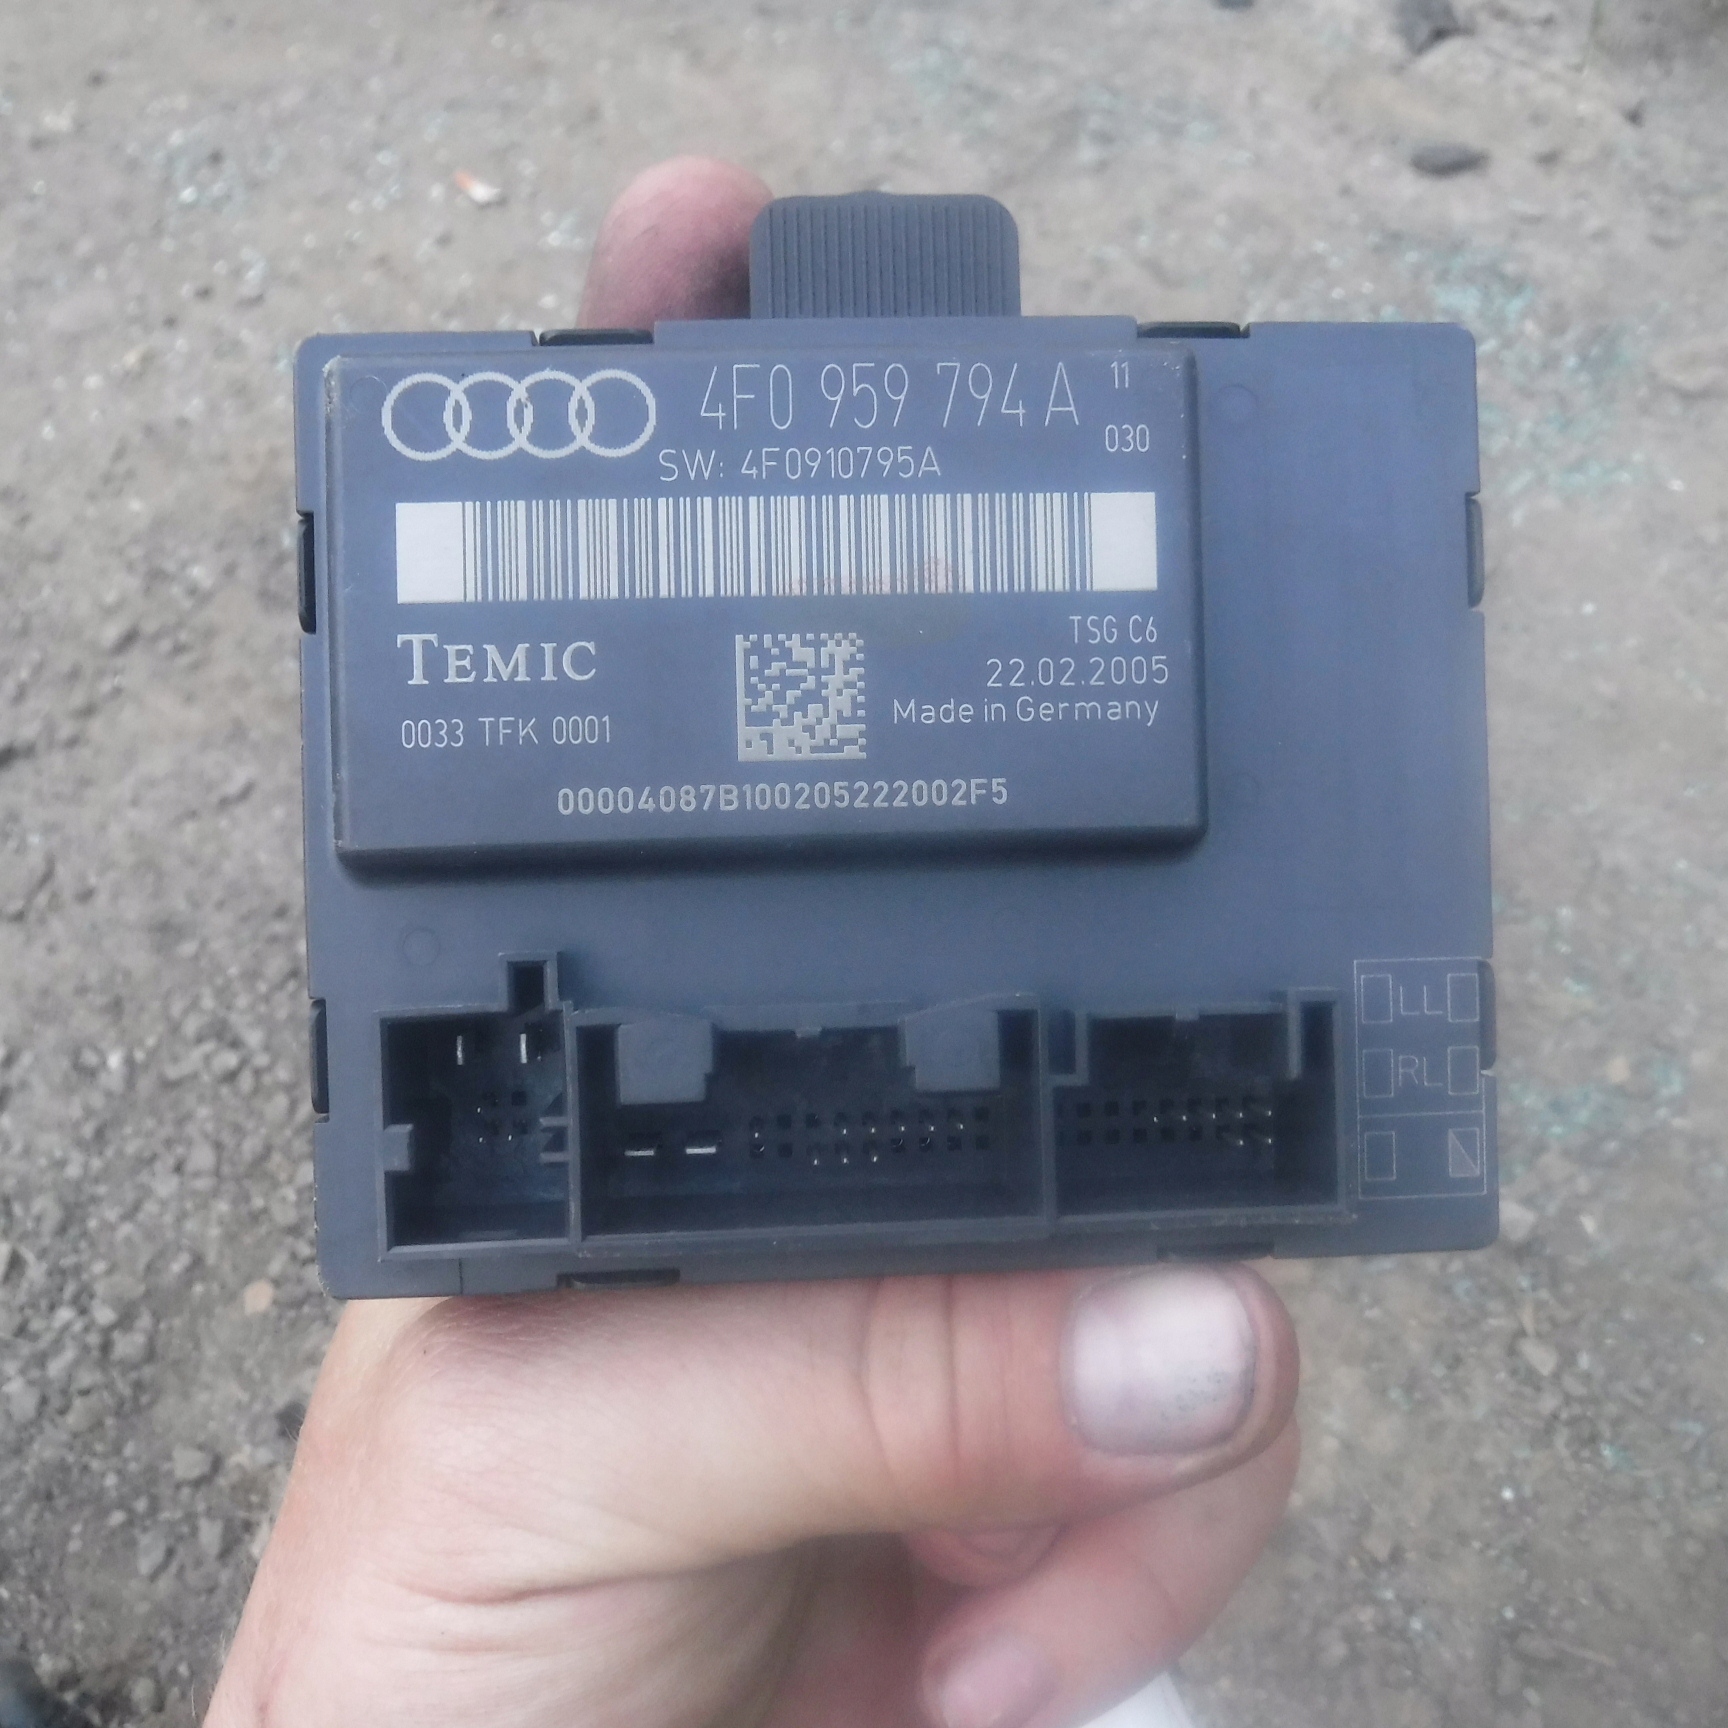 4F0 959 794 A 11
030
SW: 4F0910795A
TEMIC
TSG C6
22.02.2005
Made in Germany
0033 TFK 0001
00004087B100205222002F5
LL
RL